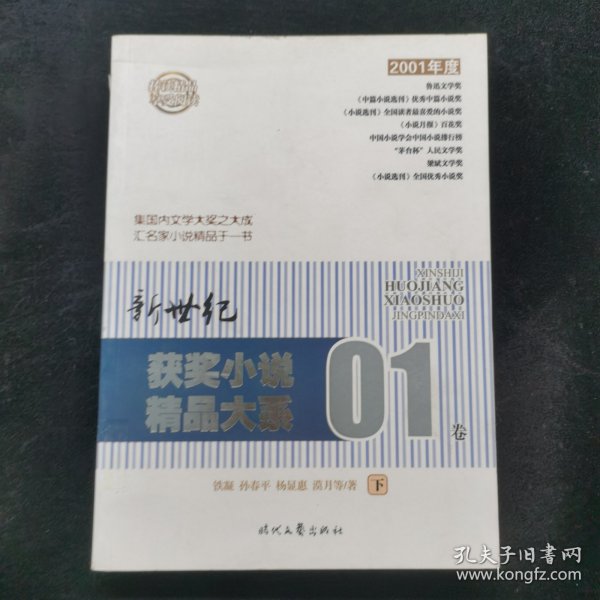 传世精品
2001年度
鲁迅文学奖
《中篇小说选刊》优秀中篇小说奖
《小说选刊》全国读者最喜爱的小说奖
《小说月报》百花奖
中国小说学会中国小说排行榜
“茅台杯”人民文学奖
梁斌文学奖
《小说选刊》全国优秀小说奖
集国内文学大奖之大成
汇名家小说精品于一书
新世纪
XINSHIJI
HUOJIANG
XIAOSHUO
JINGPINDAXI
获奖小说
精品大系
01
卷
铁凝 孙春平 杨显惠 漠月等/著 下
时代文艺出版社
孔夫子旧书网
www.kongfz.com